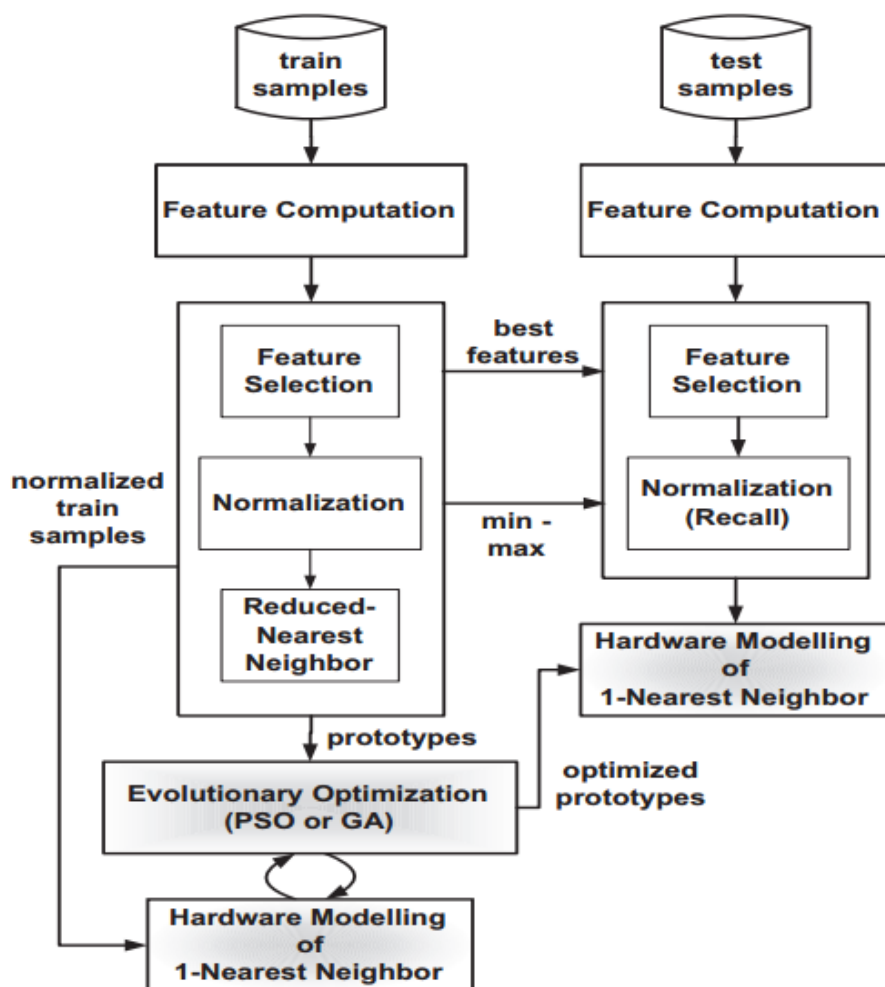 train
samples
test
samples
Feature Computation
Feature Computation
best
features
Feature
Selection
Feature
Selection
normalized
train
samples
Normalization
min -
max
Normalization
(Recall)
Reduced-
Nearest
Neighbor
Hardware Modelling
of
1-Nearest Neighbor
prototypes
optimized
prototypes
Evolutionary Optimization
(PSO or GA)
Hardware Modelling
of
1-Nearest Neighbor